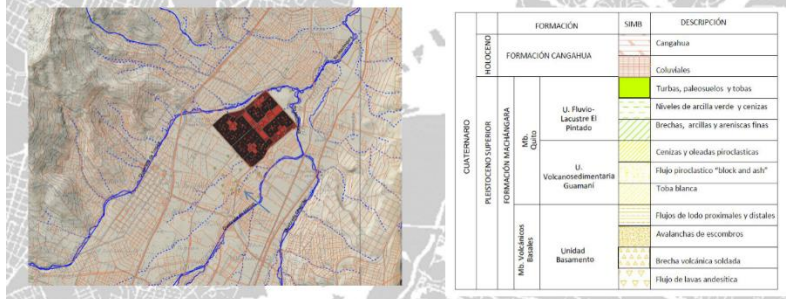 FORMACIÓN SIMB DESCRIPCIÓN
CUATERNARIO
HOLOCENO
FORMACIÓN CANGAHUA
Cangahua
Coluviales
PLEISTOCENO SUPERIOR
FORMACIÓN MACHÁNGARA
Mb. Quito
U. Fluvio-
Lacustre El
Pintado
Turbas, paleosuelos y tobas
Niveles de arcilla verde y cenizas
Brechas, arcillas y areniscas finas
U.
Volcanosedimentaria
Guamaní
Cenizas y oleadas piroclasticas
Flujo piroclastico "block and ash"
Toba blanca
Mb. Volcánicos
Basales
Unidad
Basamento
Flujos de lodo proximales y distales
Avalanchas de escombros
Brecha volcánica soldada
Flujo de lavas andesítica